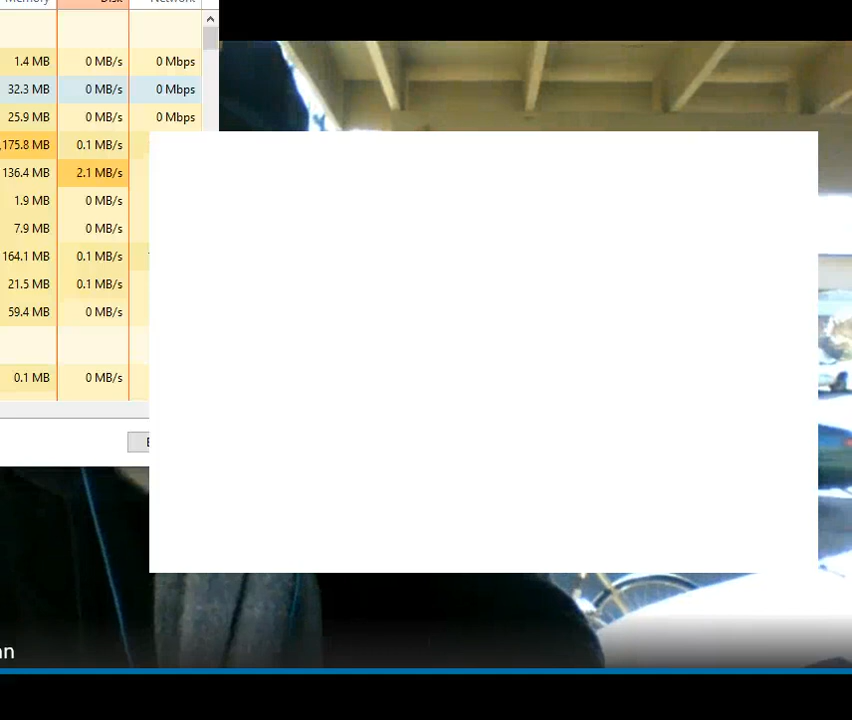 1.4 MB 0 MB/s 0 Mbps
32.3 MB 0 MB/s 0 Mbps
25.9 MB 0 MB/s 0 Mbps
,175.8 MB 0.1 MB/s
136.4 MB 2.1 MB/s
1.9 MB 0 MB/s
7.9 MB 0 MB/s
164.1 MB 0.1 MB/s
21.5 MB 0.1 MB/s
59.4 MB 0 MB/s
0.1 MB 0 MB/s